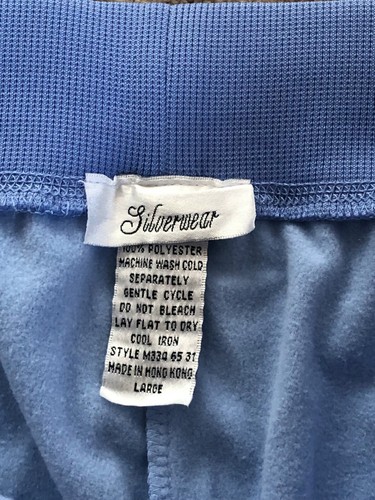 Silverwear
100% POLYESTER
MACHINE WASH COLD
SEPARATELY
GENTLE CYCLE
DO NOT BLEACH
LAY FLAT TO DRY
COOL IRON
STYLE M334 65 31
MADE IN HONG KONG
LARGE